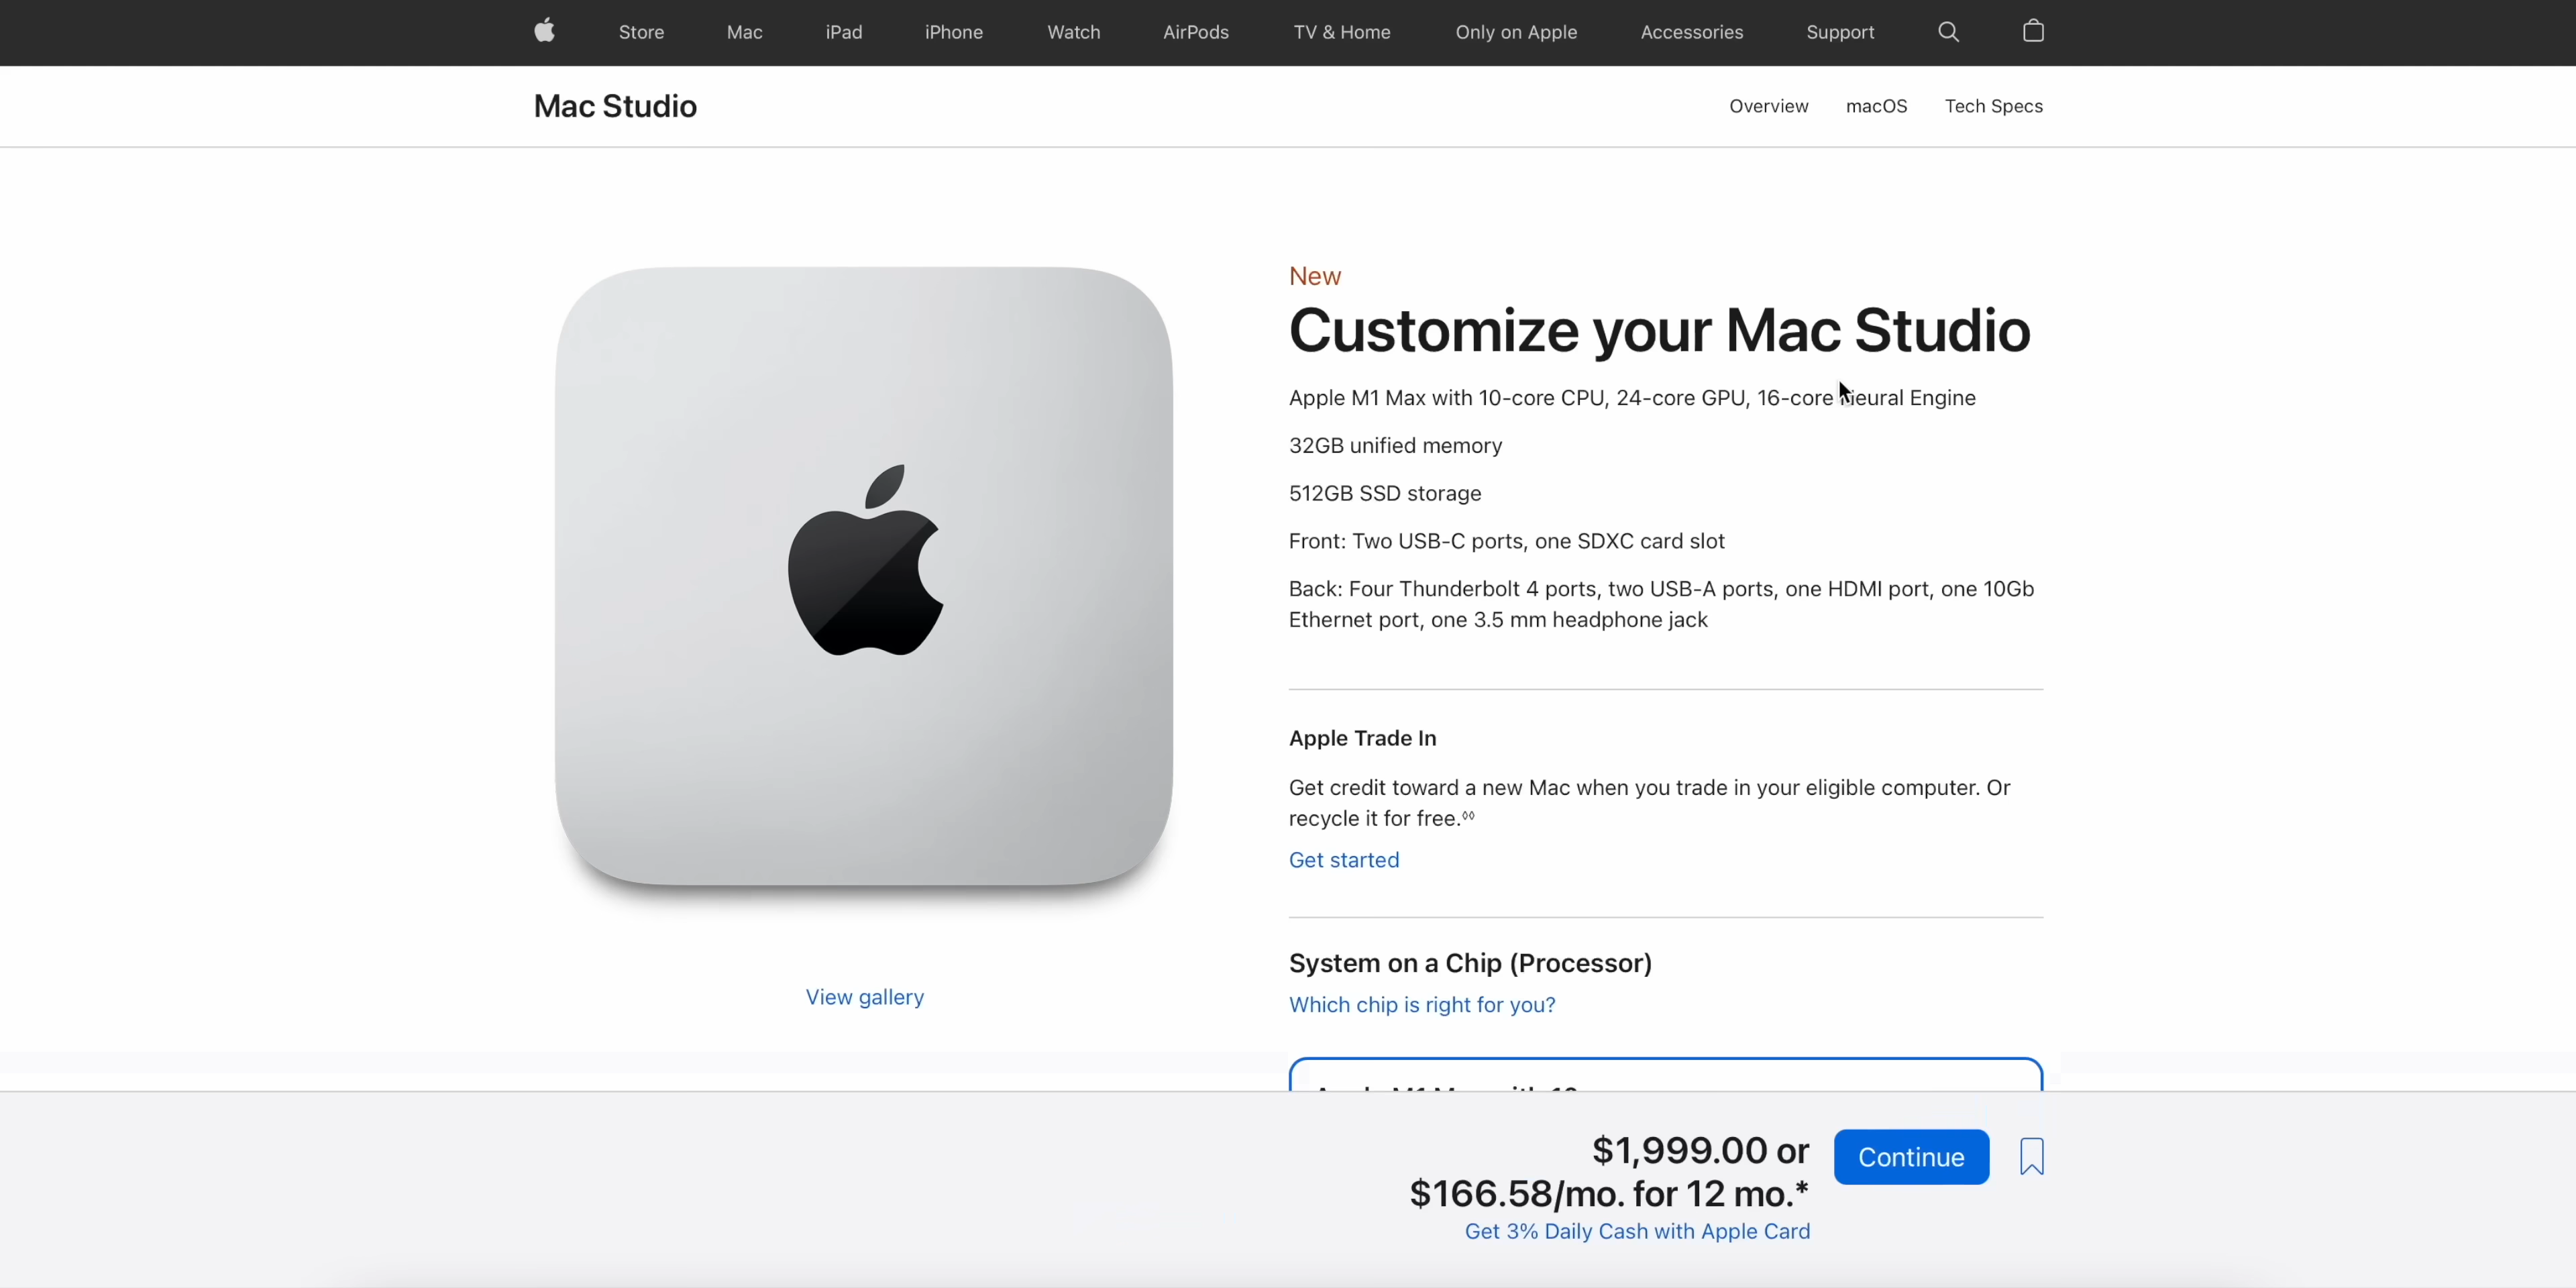 Store Mac iPad iPhone Watch AirPods TV & Home Only on Apple Accessories Support
Mac Studio
Overview macOS Tech Specs
New
Customize your Mac Studio
Apple M1 Max with 10-core CPU, 24-core GPU, 16-core Neural Engine
32GB unified memory
512GB SSD storage
Front: Two USB-C ports, one SDXC card slot
Back: Four Thunderbolt 4 ports, two USB-A ports, one HDMI port, one 10Gb
Ethernet port, one 3.5 mm headphone jack
Apple Trade In
Get credit toward a new Mac when you trade in your eligible computer. Or
recycle it for free.◊◊
Get started
System on a Chip (Processor)
Which chip is right for you?
View gallery
$1,999.00 or
$166.58/mo. for 12 mo.*
Get 3% Daily Cash with Apple Card
Continue